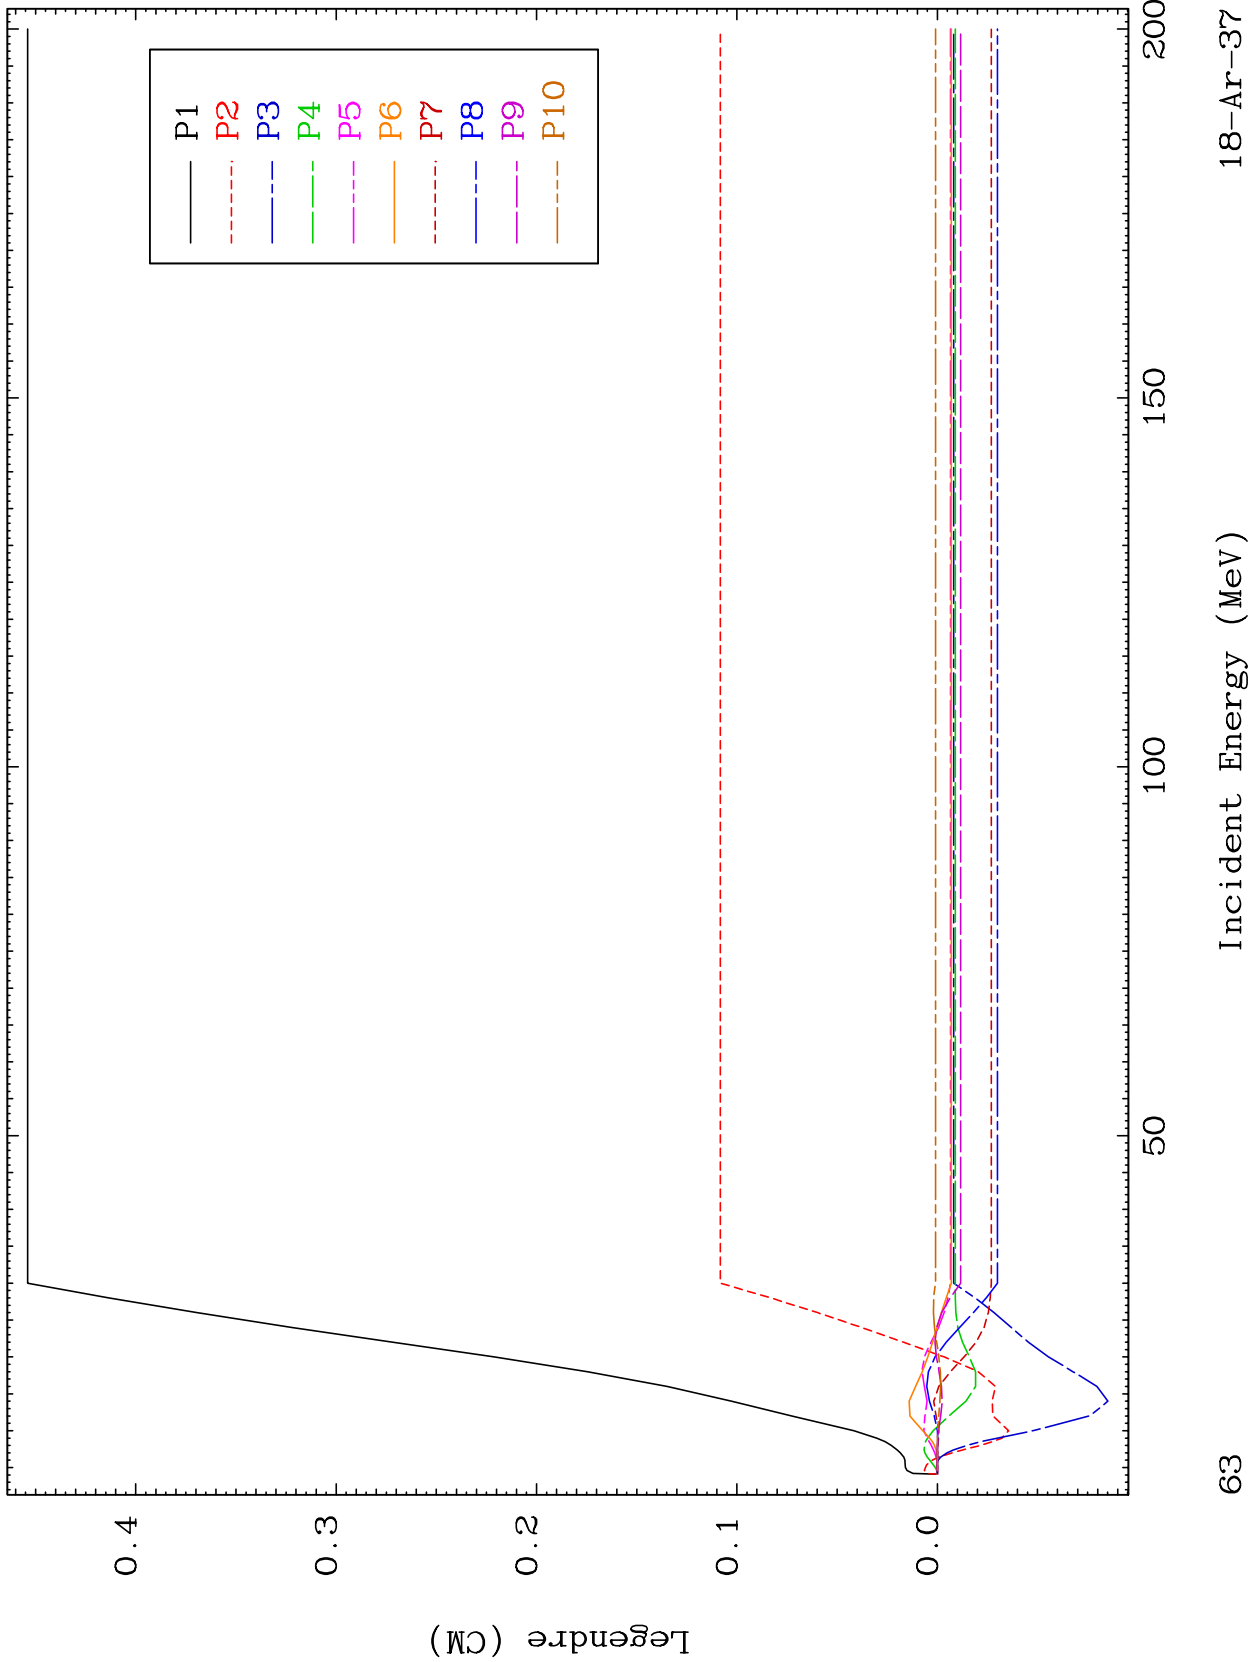 Legendre (CM)
0.4
0.3
0.2
0.1
0.0
P1
P2
P3
P4
P5
P6
P7
P8
P9
P10
50
100
150
200
63
Incident Energy (MeV)
18-Ar-37